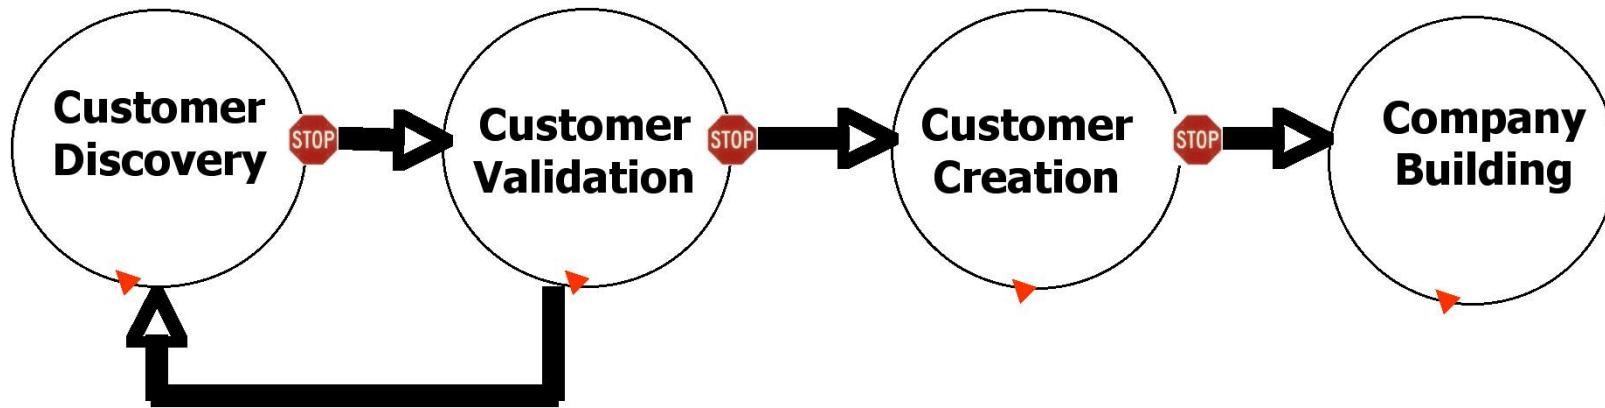 Customer
Discovery
STOP
Customer
Validation
STOP
Customer
Creation
STOP
Company
Building